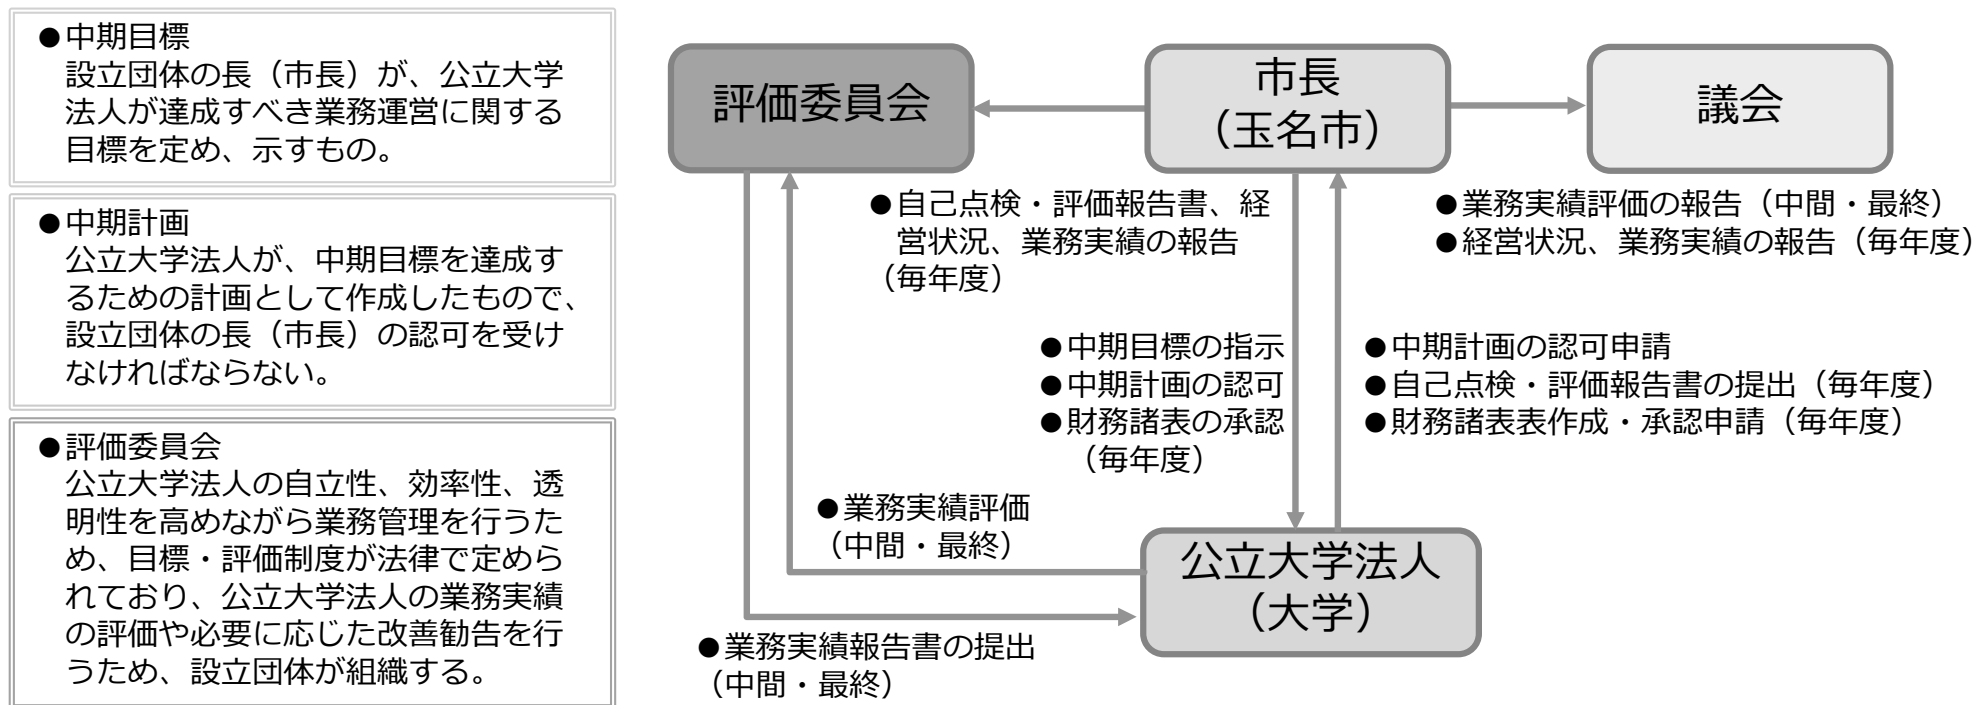 ●中期目標
設立団体の長（市長）が、公立大学
法人が達成すべき業務運営に関する
目標を定め、示すもの。
●中期計画
公立大学法人が、中期目標を達成す
るための計画として作成したもので、
設立団体の長（市長）の認可を受け
なければならない。
●評価委員会
公立大学法人の自立性、効率性、透
明性を高めながら業務管理を行うた
め、目標・評価制度が法律で定めら
れており、公立大学法人の業務実績
の評価や必要に応じた改善勧告を行
うため、設立団体が組織する。
評価委員会
市長
（玉名市）
議会
●自己点検・評価報告書、経
営状況、業務実績の報告
（毎年度）
●業務実績評価の報告（中間・最終）
●経営状況、業務実績の報告（毎年度）
●中期目標の指示
●中期計画の認可
●財務諸表の承認
（毎年度）
●中期計画の認可申請
●自己点検・評価報告書の提出（毎年度）
●財務諸表表作成・承認申請（毎年度）
●業務実績評価
（中間・最終）
公立大学法人
（大学）
●業務実績報告書の提出
（中間・最終）